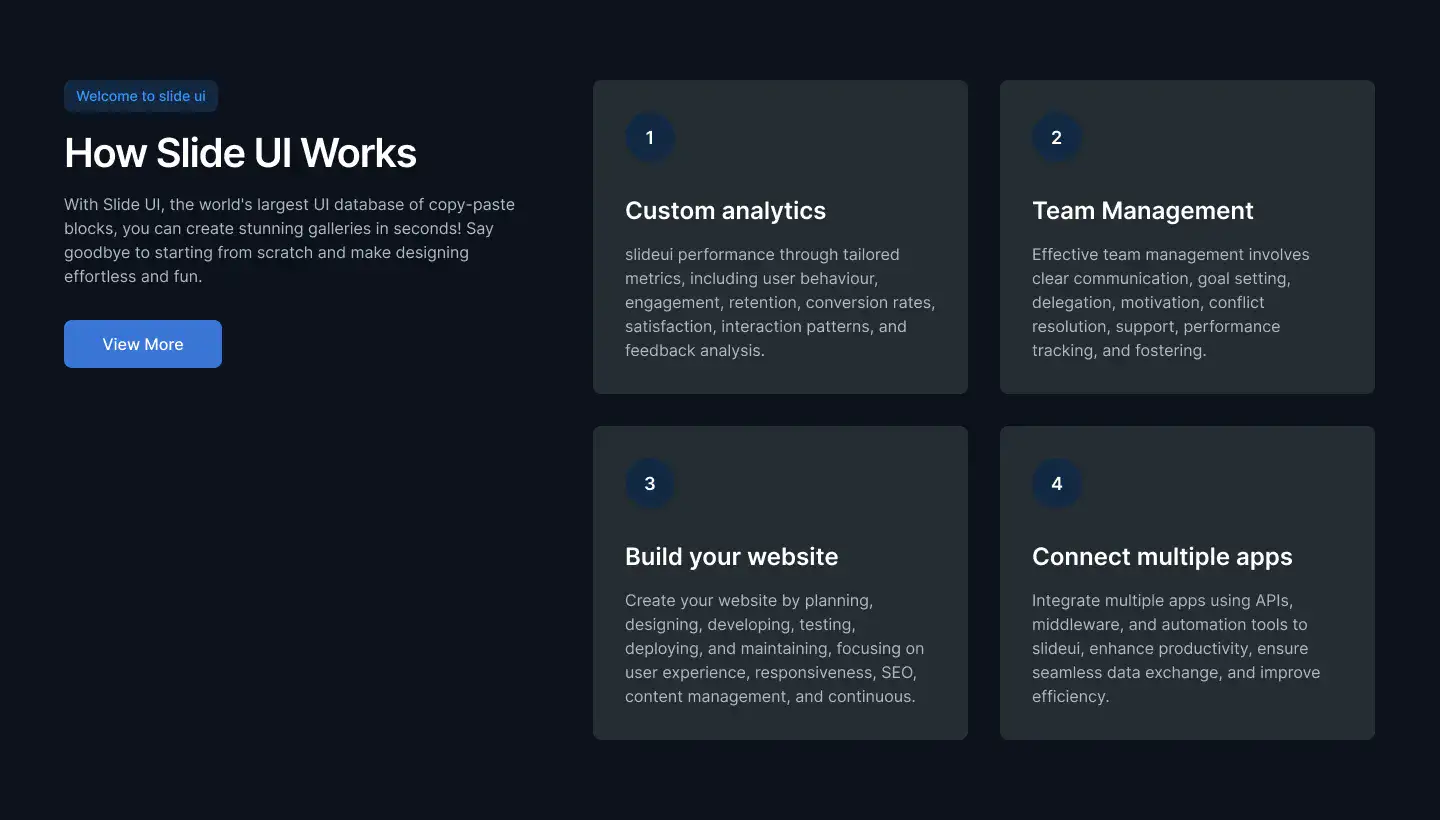 Welcome to slide ui
How Slide UI Works
With Slide UI, the world's largest UI database of copy-paste
blocks, you can create stunning galleries in seconds! Say
goodbye to starting from scratch and make designing
effortless and fun.
View More
1
Custom analytics
slideui performance through tailored
metrics, including user behaviour,
engagement, retention, conversion rates,
satisfaction, interaction patterns, and
feedback analysis.
2
Team Management
Effective team management involves
clear communication, goal setting,
delegation, motivation, conflict
resolution, support, performance
tracking, and fostering.
3
Build your website
Create your website by planning,
designing, developing, testing,
deploying, and maintaining, focusing on
user experience, responsiveness, SEO,
content management, and continuous.
4
Connect multiple apps
Integrate multiple apps using APIs,
middleware, and automation tools to
slideui, enhance productivity, ensure
seamless data exchange, and improve
efficiency.